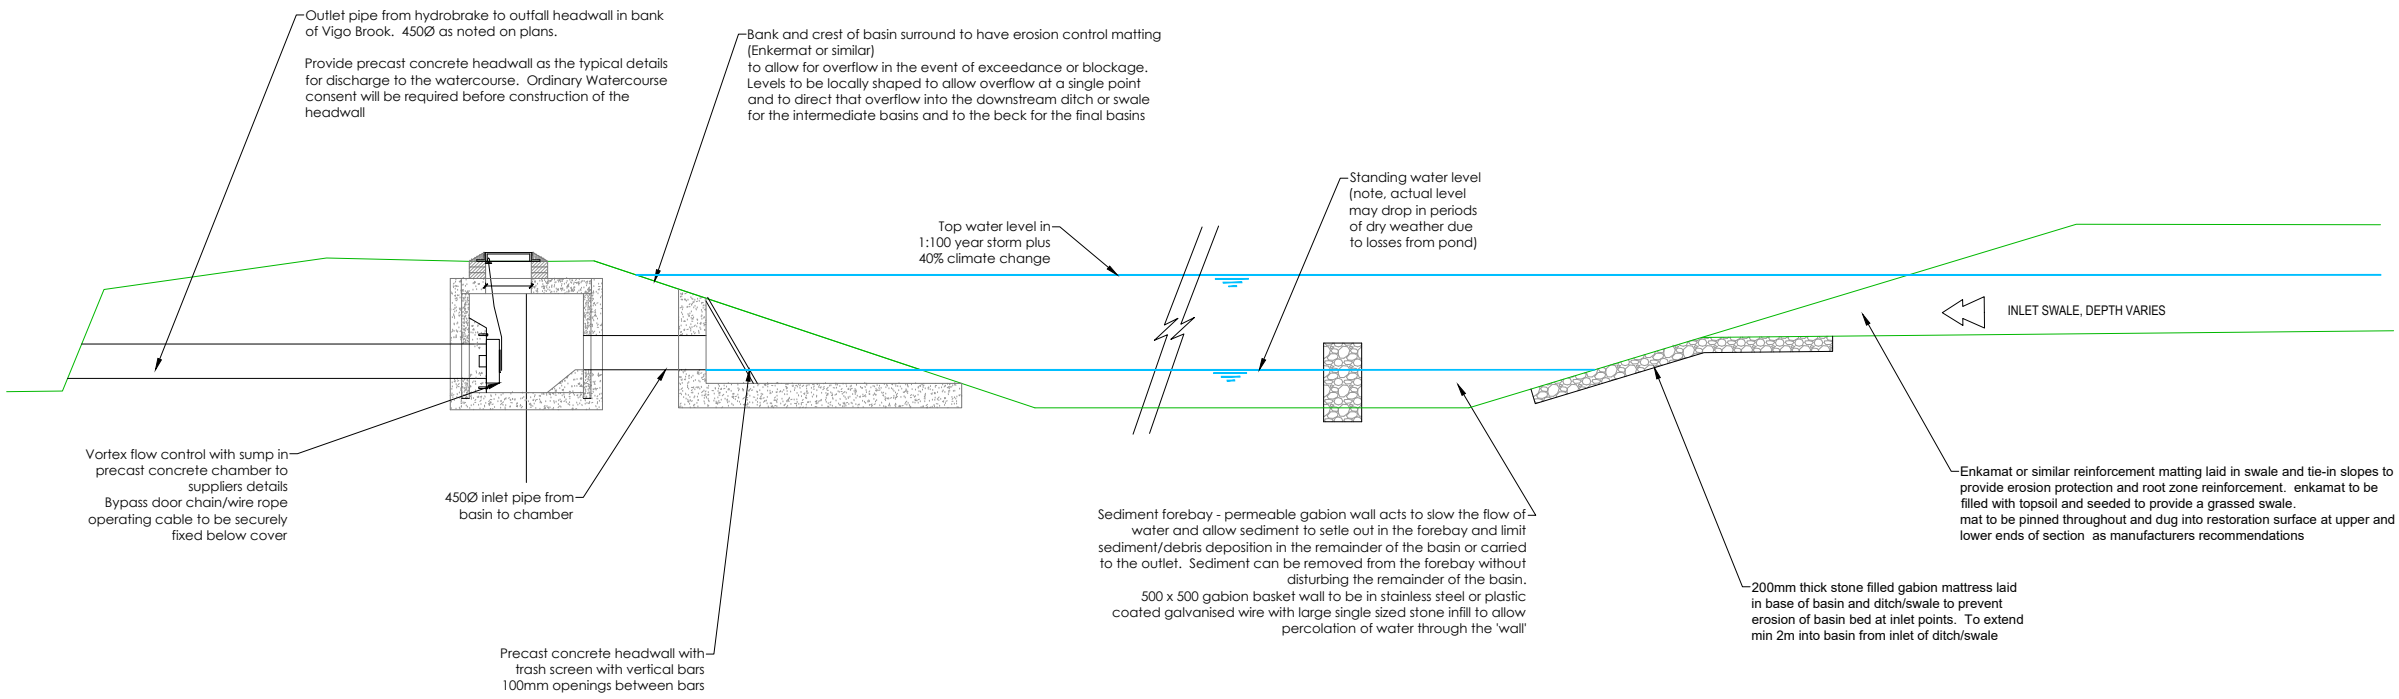 Outlet pipe from hydrobrake to outfall headwall in bank
of Vigo Brook.  450Ø as noted on plans.
Provide precast concrete headwall as the typical details
for discharge to the watercourse.  Ordinary Watercourse
consent will be required before construction of the
headwall
Bank and crest of basin surround to have erosion control matting
(Enkermat or similar)
to allow for overflow in the event of exceedance or blockage.
Levels to be locally shaped to allow overflow at a single point
and to direct that overflow into the downstream ditch or swale
for the intermediate basins and to the beck for the final basins
Standing water level
(note, actual level
may drop in periods
of dry weather due
to losses from pond)
Top water level in
1:100 year storm plus
40% climate change
INLET SWALE, DEPTH VARIES
Vortex flow control with sump in
precast concrete chamber to
suppliers details
Bypass door chain/wire rope
operating cable to be securely
fixed below cover
450Ø inlet pipe from
basin to chamber
Precast concrete headwall with
trash screen with vertical bars
100mm openings between bars
Sediment forebay - permeable gabion wall acts to slow the flow of
water and allow sediment to setle out in the forebay and limit
sediment/debris deposition in the remainder of the basin or carried
to the outlet.  Sediment can be removed from the forebay without
disturbing the remainder of the basin.
500 x 500 gabion basket wall to be in stainless steel or plastic
coated galvanised wire with large single sized stone infill to allow
percolation of water through the 'wall'
Enkamat or similar reinforcement matting laid in swale and tie-in slopes to
provide erosion protection and root zone reinforcement.  enkamat to be
filled with topsoil and seeded to provide a grassed swale.
mat to be pinned throughout and dug into restoration surface at upper and
lower ends of section  as manufacturers recommendations
200mm thick stone filled gabion mattress laid
in base of basin and ditch/swale to prevent
erosion of basin bed at inlet points.  To extend
min 2m into basin from inlet of ditch/swale